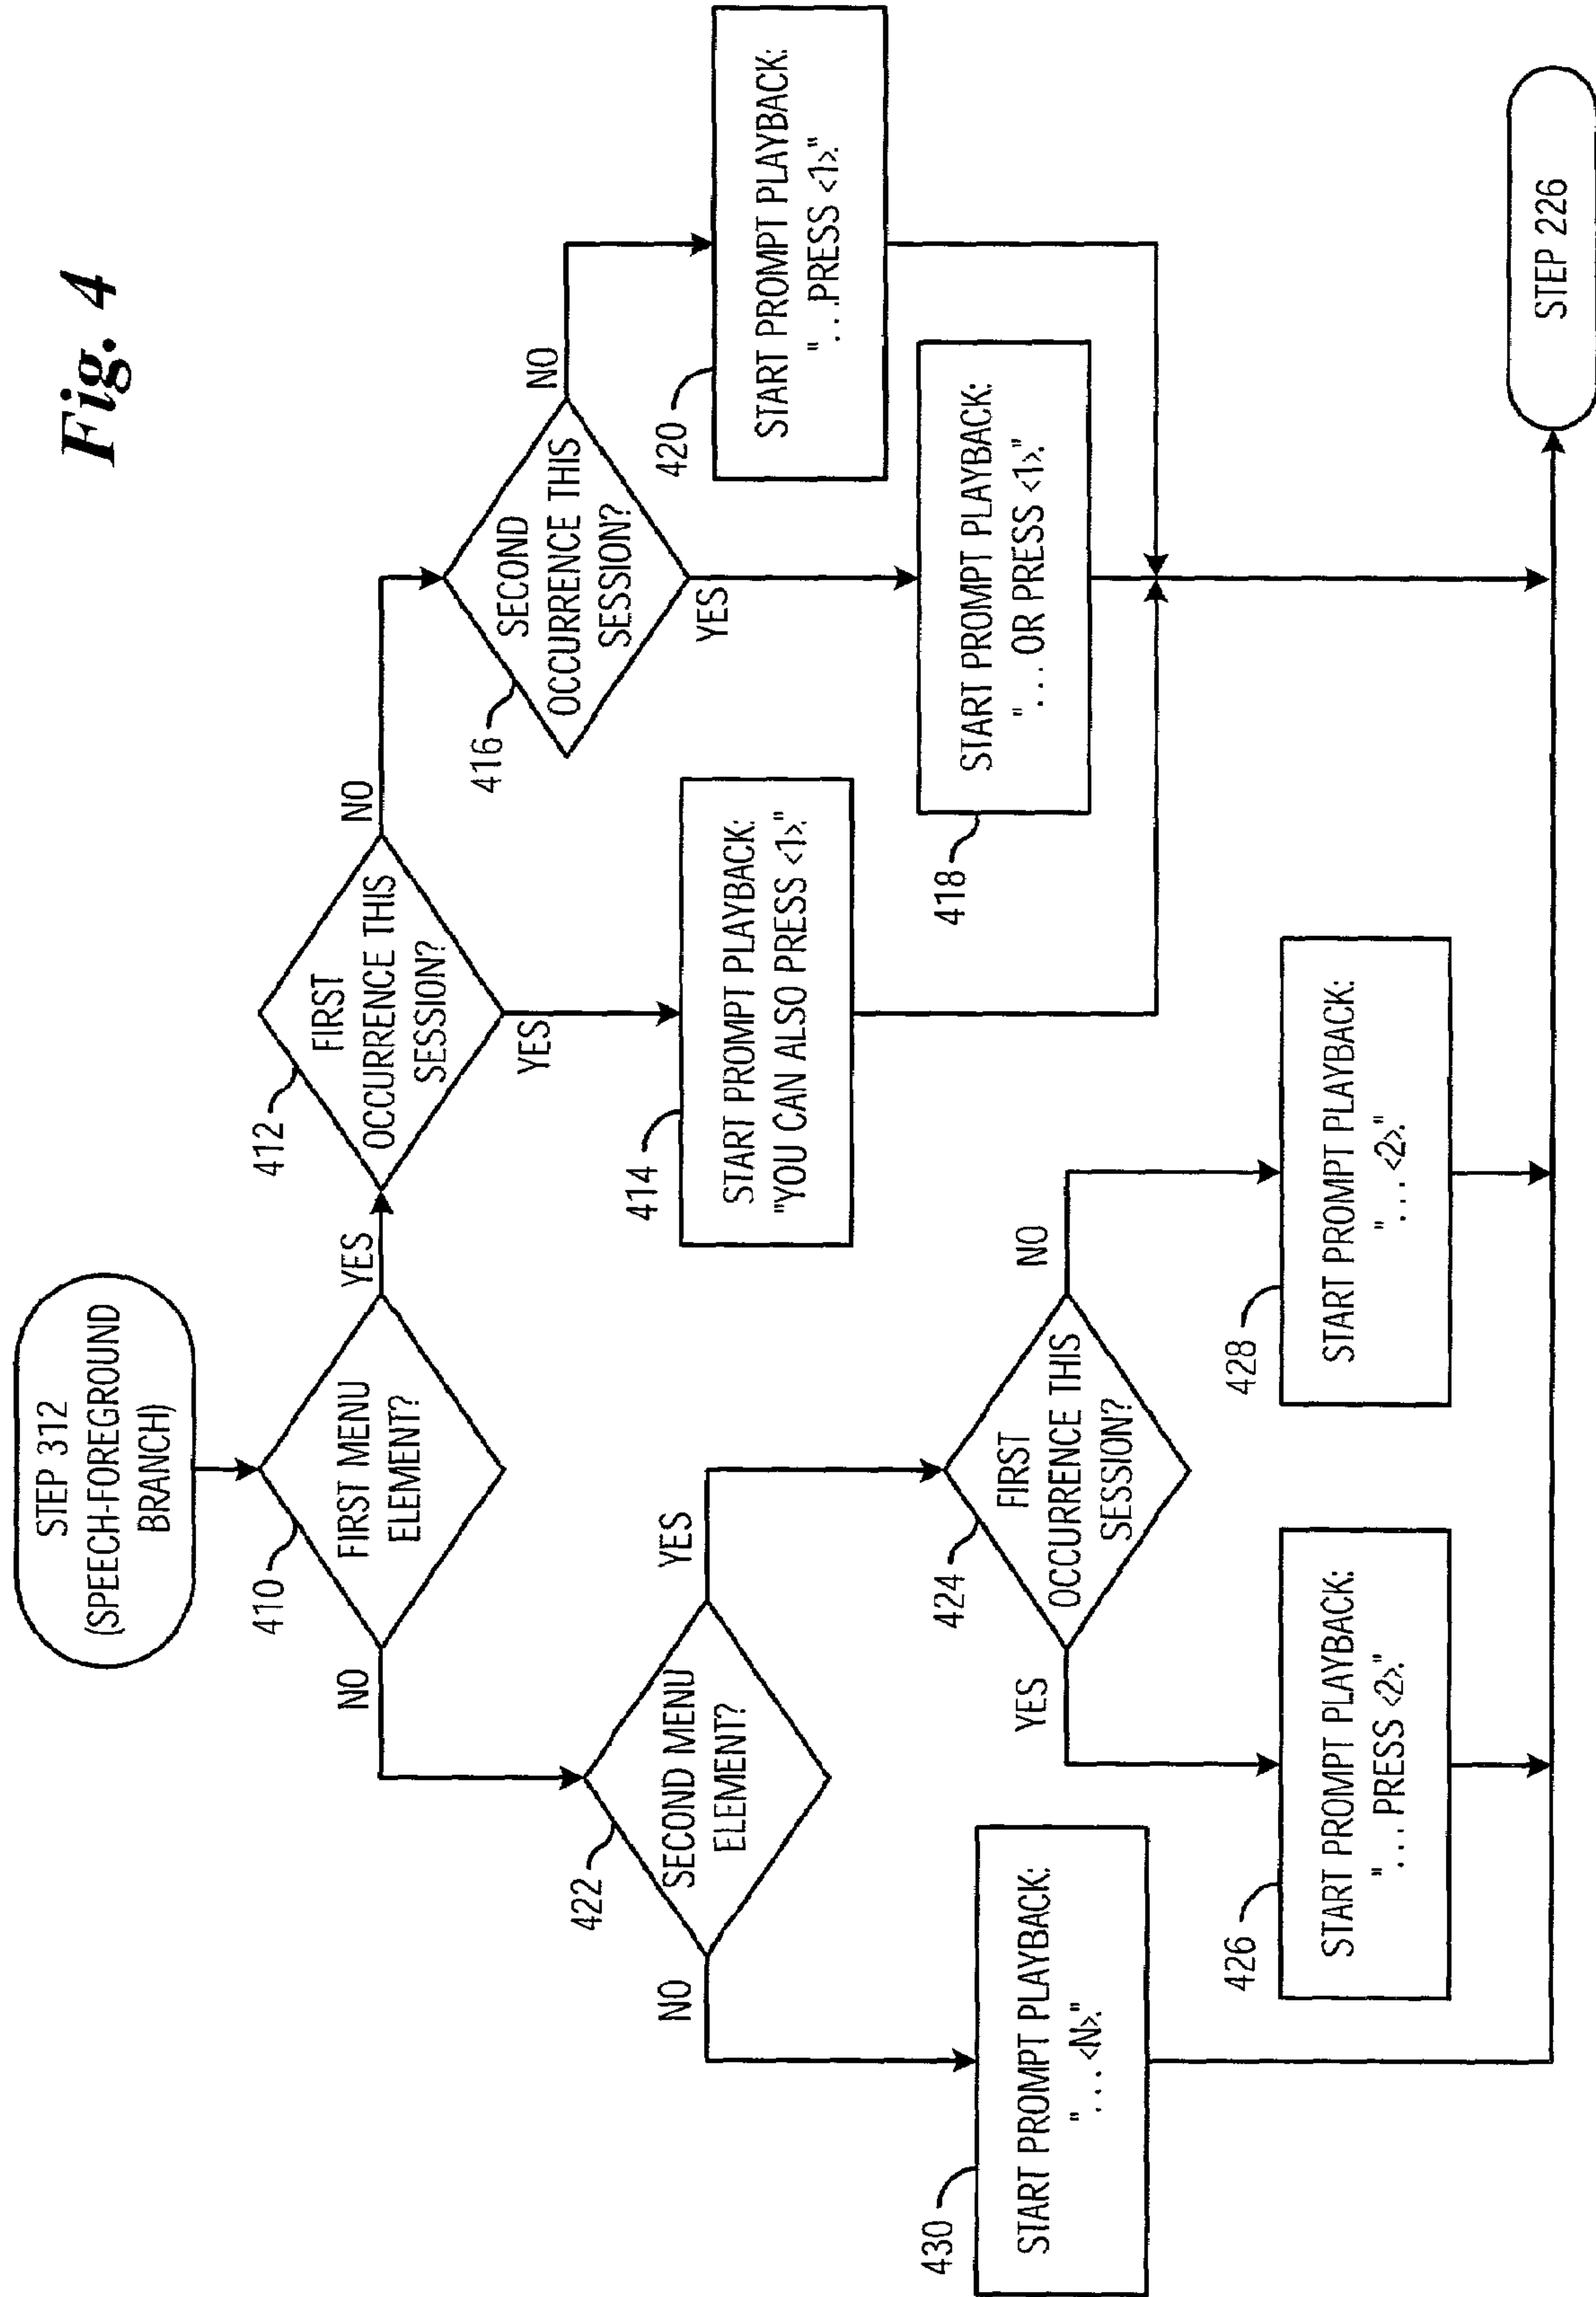 Fig. 4
STEP 312
(SPEECH-FOREGROUND
BRANCH)
410
FIRST MENU
ELEMENT?
YES
NO
412
FIRST
OCCURRENCE THIS
SESSION?
NO
YES
414
START PROMPT PLAYBACK:
"YOU CAN ALSO PRESS <1>."
416
SECOND
OCCURRENCE THIS
SESSION?
NO
YES
418
START PROMPT PLAYBACK:
"... OR PRESS <1>."
420
START PROMPT PLAYBACK:
"...PRESS <1>."
422
SECOND MENU
ELEMENT?
YES
NO
424
FIRST
OCCURRENCE THIS
SESSION?
YES
NO
426
START PROMPT PLAYBACK:
"... PRESS <2>."
428
START PROMPT PLAYBACK:
"... <2>."
430
START PROMPT PLAYBACK:
"... <N>."
STEP 226